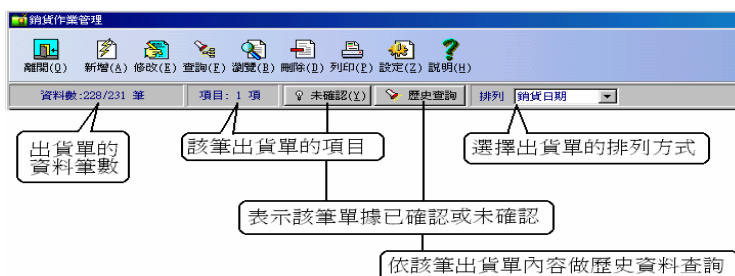 銷貨作業管理
離開(Q) 新增(A) 修改(E) 查詢(F) 瀏覽(B) 刪除(D) 列印(P) 設定(Z) 說明(H)
資料數:228/231 筆 項目: 1 項 未確認(Y) 歷史查詢 排列 銷貨日期
出貨單的
資料筆數
該筆出貨單的項目
選擇出貨單的排列方式
表示該筆單據已確認或未確認
依該筆出貨單內容做歷史資料查詢